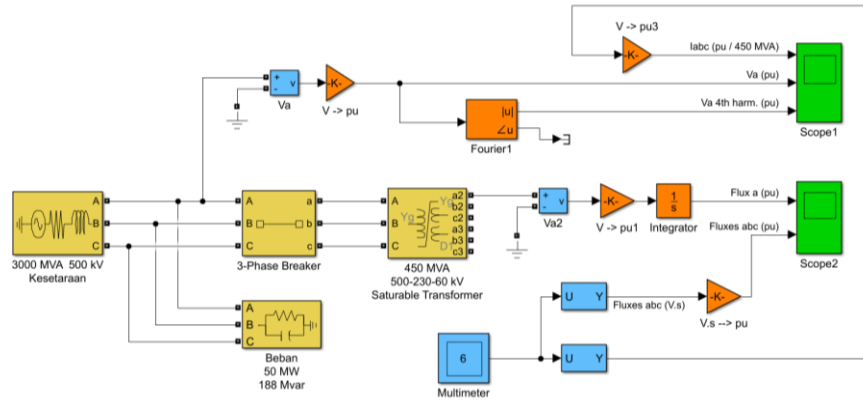 V -> pu3
Iabc (pu / 450 MVA)
-K-
+
-
v
Va
-K-
V -> pu
Va (pu)
|u|
∠u
Fourier1
Va 4th harm. (pu)
Scope1
A
B
C
3000 MVA 500 kV
Kesetaraan
A
B
C
a
b
c
3-Phase Breaker
A
B
C
Yg
Yg
D1
a2
b2
c2
a3
b3
c3
450 MVA
500-230-60 kV
Saturable Transformer
+
-
v
Va2
-K-
V -> pu1
1
s
Integrator
Flux a (pu)
Fluxes abc (pu)
Scope2
A
B
C
Beban
50 MW
188 Mvar
6
Multimeter
U
Y
Fluxes abc (V.s)
-K-
V.s --> pu
U
Y